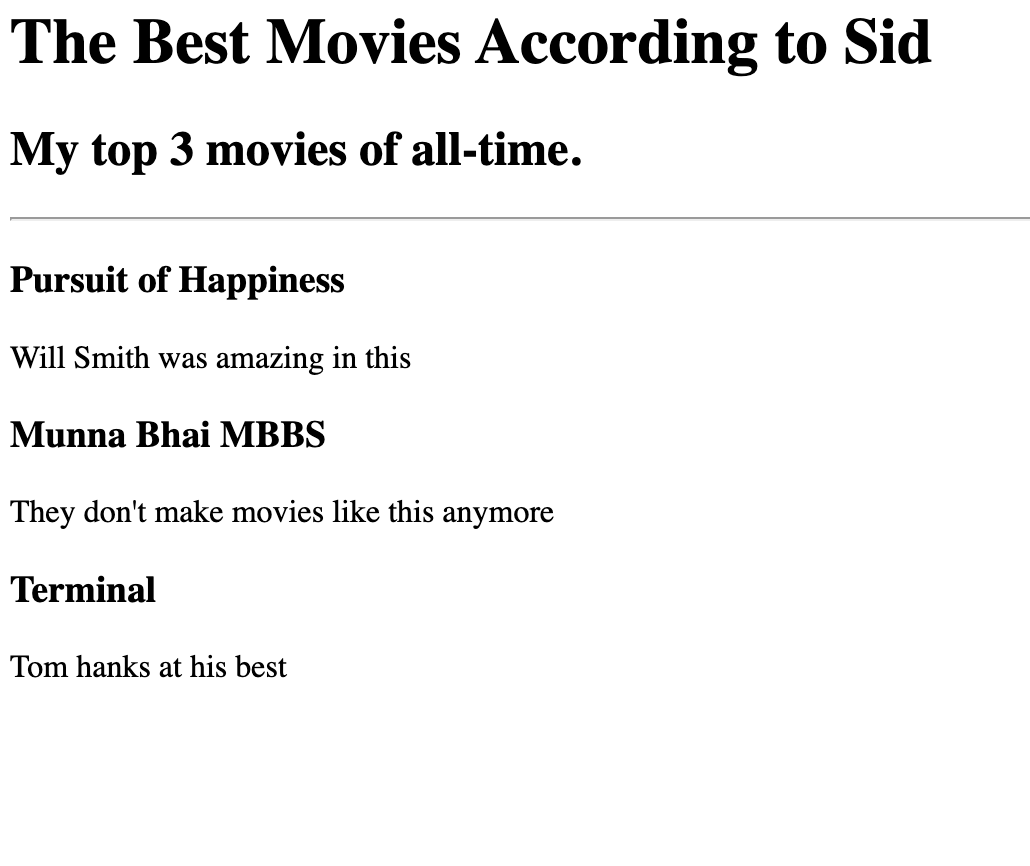 The Best Movies According to Sid
My top 3 movies of all-time.
Pursuit of Happiness
Will Smith was amazing in this
Munna Bhai MBBS
They don't make movies like this anymore
Terminal
Tom hanks at his best